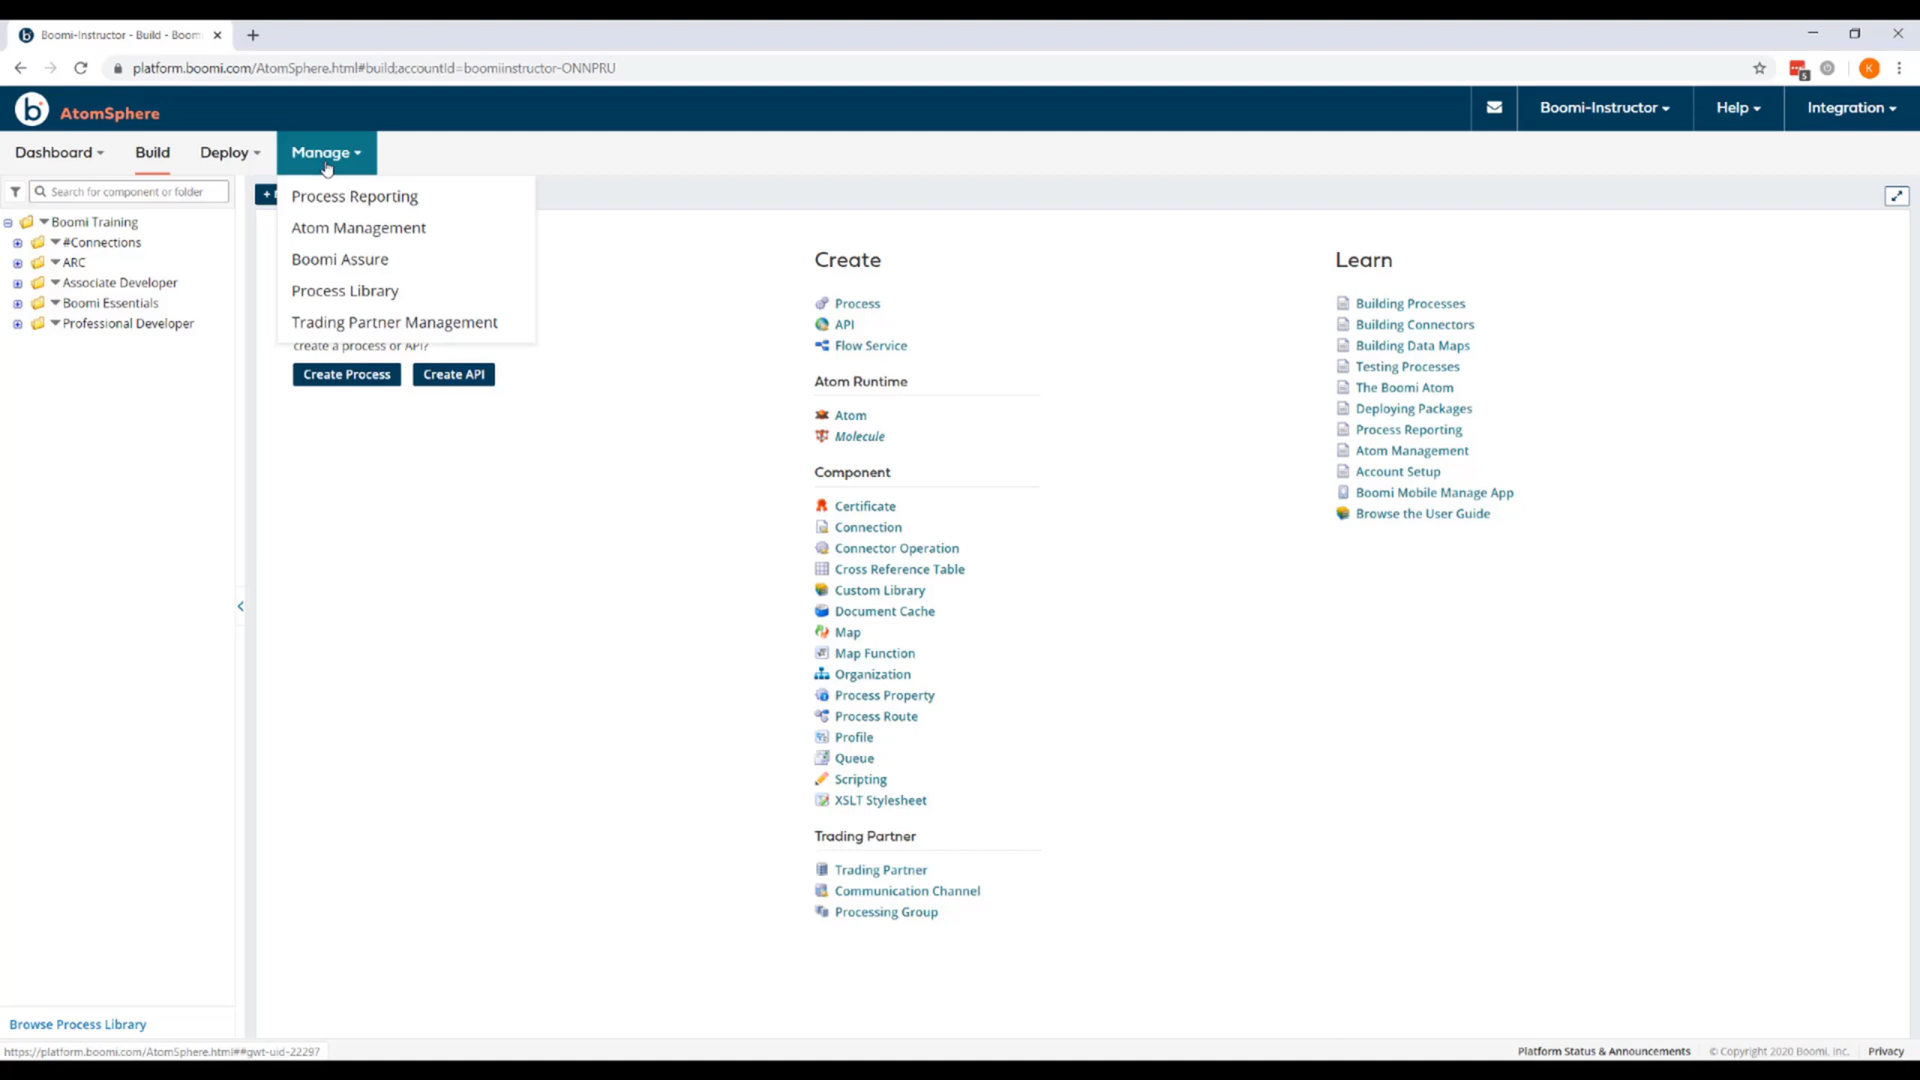 Boomi-Instructor - Build - Boom
platform.boomi.com/AtomSphere.html#build;accountId=boomiinstructor-ONNPRU
5
K
b AtomSphere
Boomi-Instructor
Help
Integration
Dashboard
Build
Deploy
Manage
Search for component or folder
Boomi Training
#Connections
ARC
Associate Developer
Boomi Essentials
Professional Developer
Process Reporting
Atom Management
Boomi Assure
Process Library
Trading Partner Management
create a process or API?
Create Process
Create API
Create
Process
API
Flow Service
Atom Runtime
Atom
Molecule
Component
Certificate
Connection
Connector Operation
Cross Reference Table
Custom Library
Document Cache
Map
Map Function
Organization
Process Property
Process Route
Profile
Queue
Scripting
XSLT Stylesheet
Trading Partner
Trading Partner
Communication Channel
Processing Group
Learn
Building Processes
Building Connectors
Building Data Maps
Testing Processes
The Boomi Atom
Deploying Packages
Process Reporting
Atom Management
Account Setup
Boomi Mobile Manage App
Browse the User Guide
Browse Process Library
https://platform.boomi.com/AtomSphere.html##gwt-uid-22297
Platform Status & Announcements
© Copyright 2020 Boomi, Inc.
Privacy